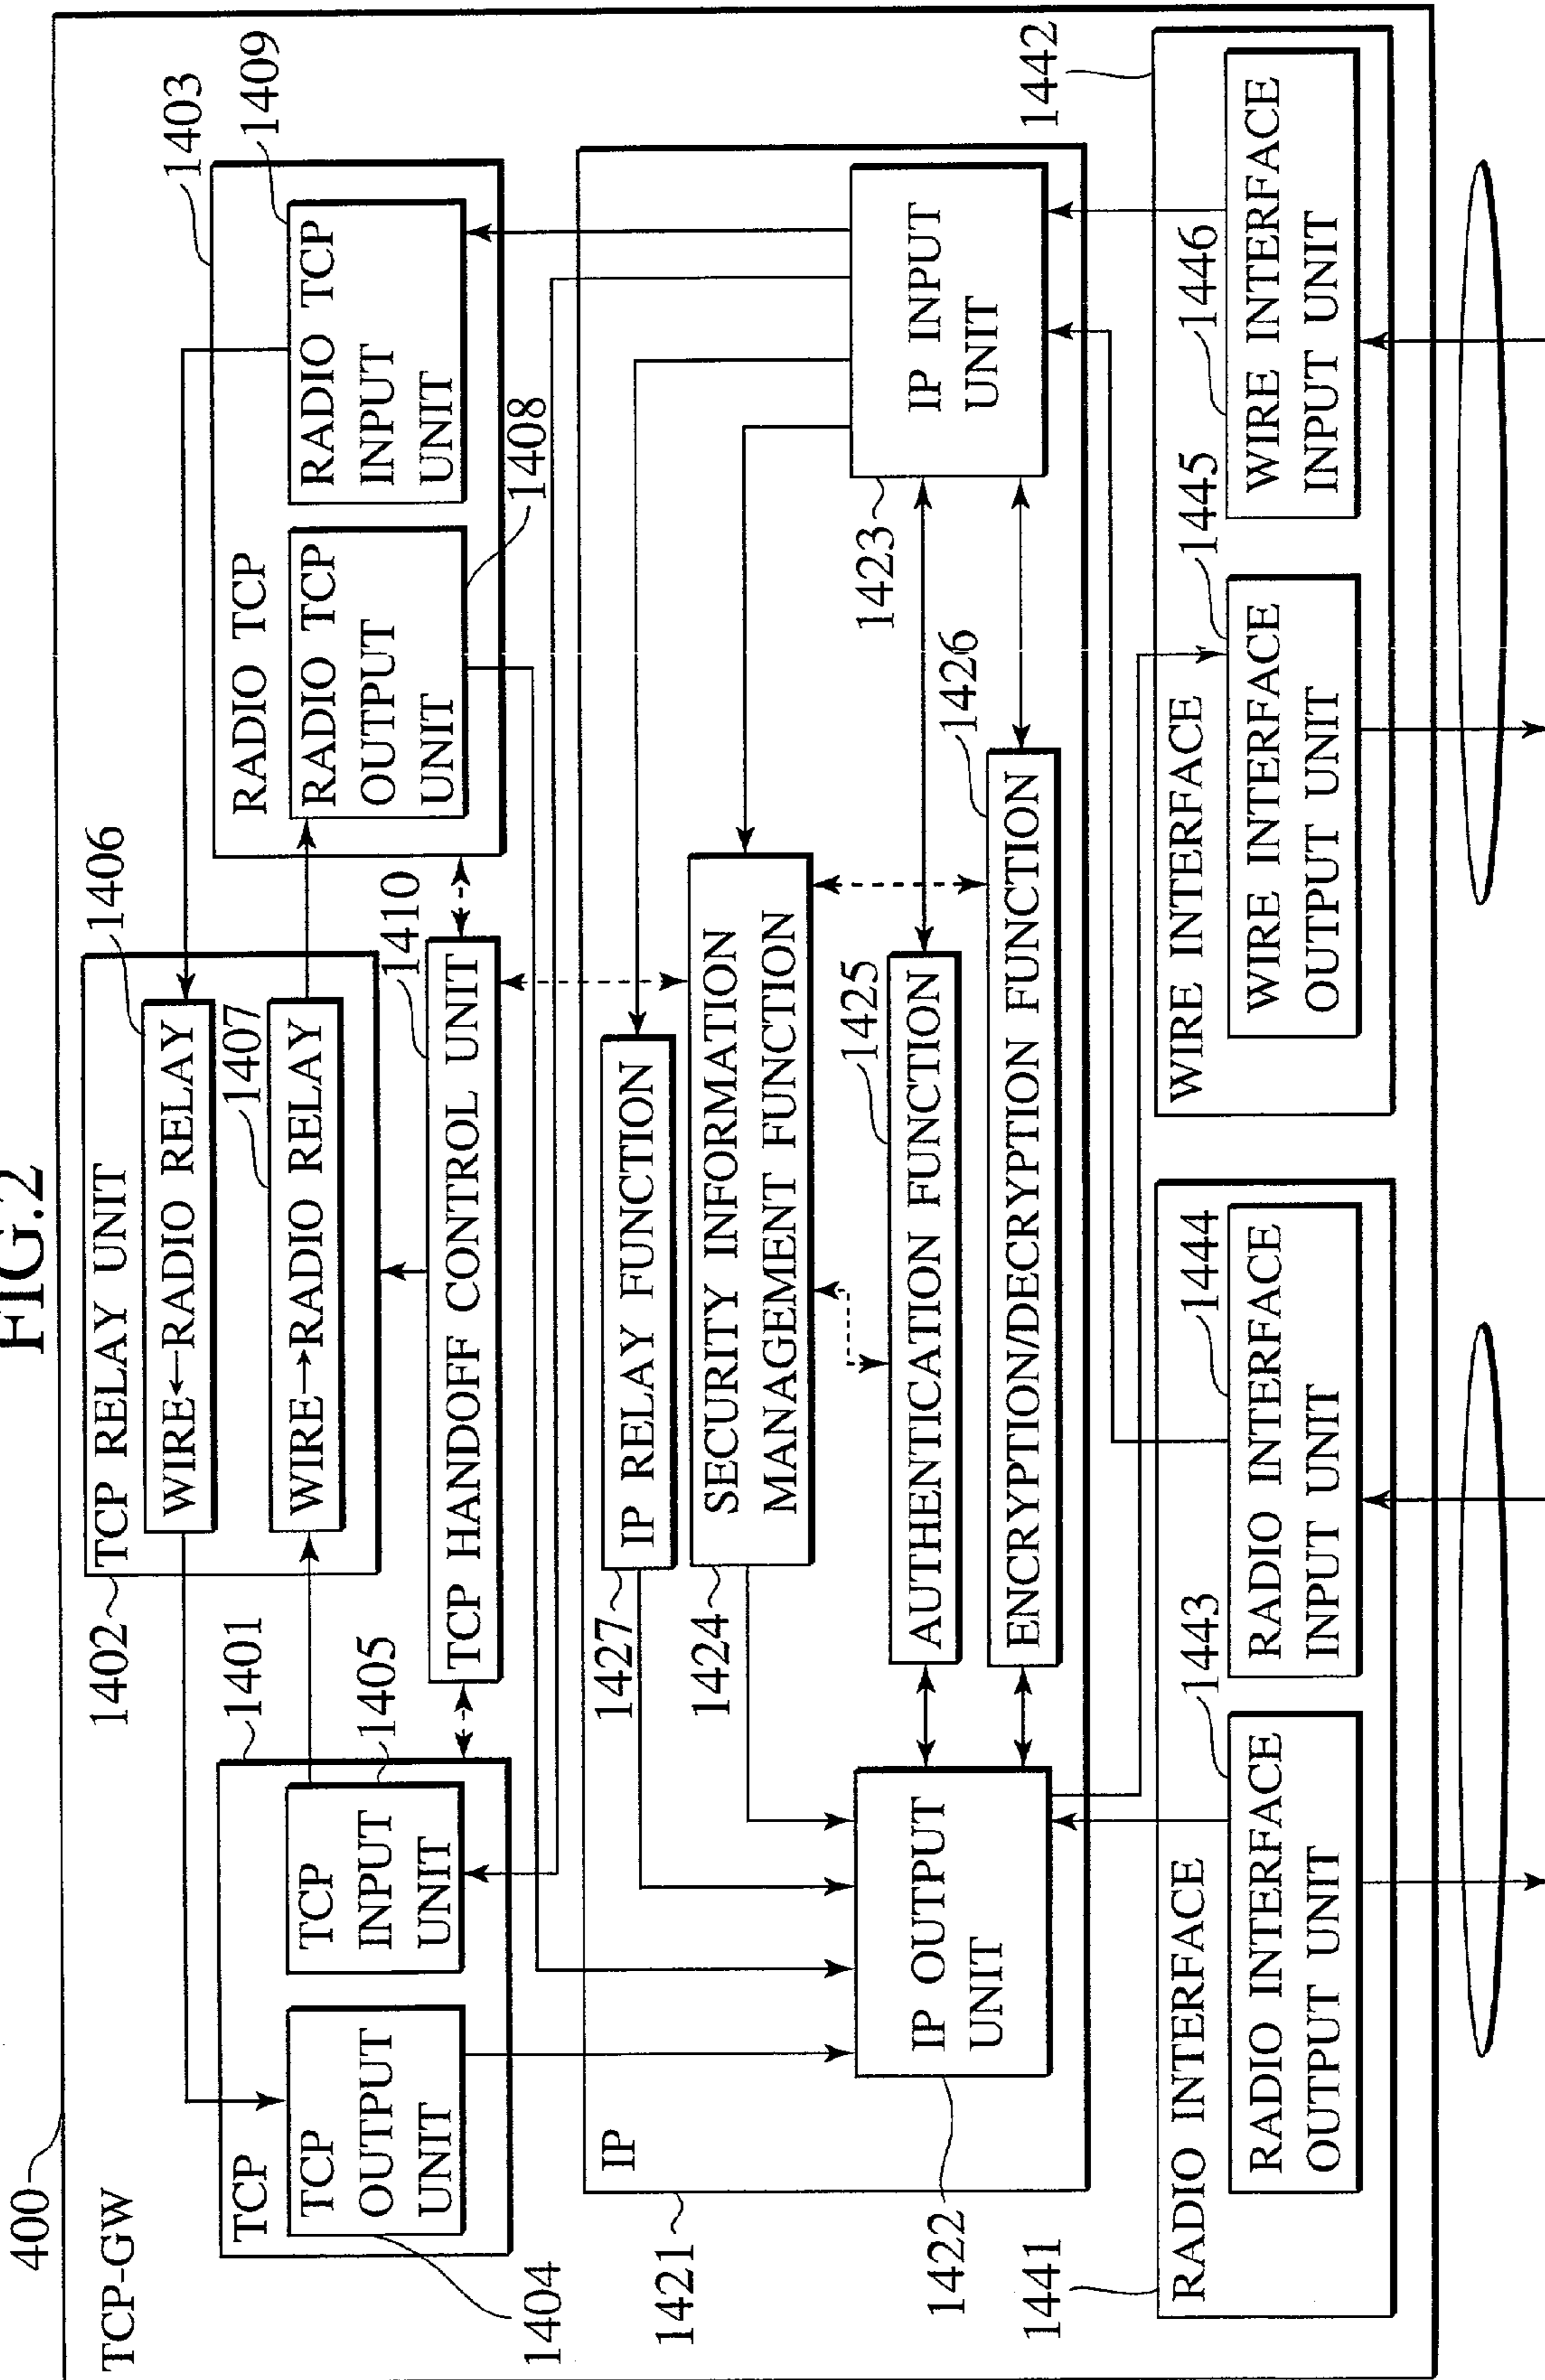 FIG.2
400
TCP-GW
1402
TCP RELAY UNIT
1406
WIRE←RADIO RELAY
1407
WIRE→RADIO RELAY
1403
1409
RADIO TCP
RADIO TCP
OUTPUT
UNIT
1408
RADIO TCP
INPUT
UNIT
1401
TCP
TCP
OUTPUT
UNIT
1404
TCP
INPUT
UNIT
1405
1410
TCP HANDOFF CONTROL UNIT
1421
IP
1427
IP RELAY FUNCTION
1424
SECURITY INFORMATION
MANAGEMENT FUNCTION
1425
AUTHENTICATION FUNCTION
1426
ENCRYPTION/DECRYPTION FUNCTION
1422
IP OUTPUT
UNIT
1423
IP INPUT
UNIT
1441
RADIO INTERFACE
1443
RADIO INTERFACE
OUTPUT UNIT
1444
RADIO INTERFACE
INPUT UNIT
1442
WIRE INTERFACE
1445
WIRE INTERFACE
OUTPUT UNIT
1446
WIRE INTERFACE
INPUT UNIT